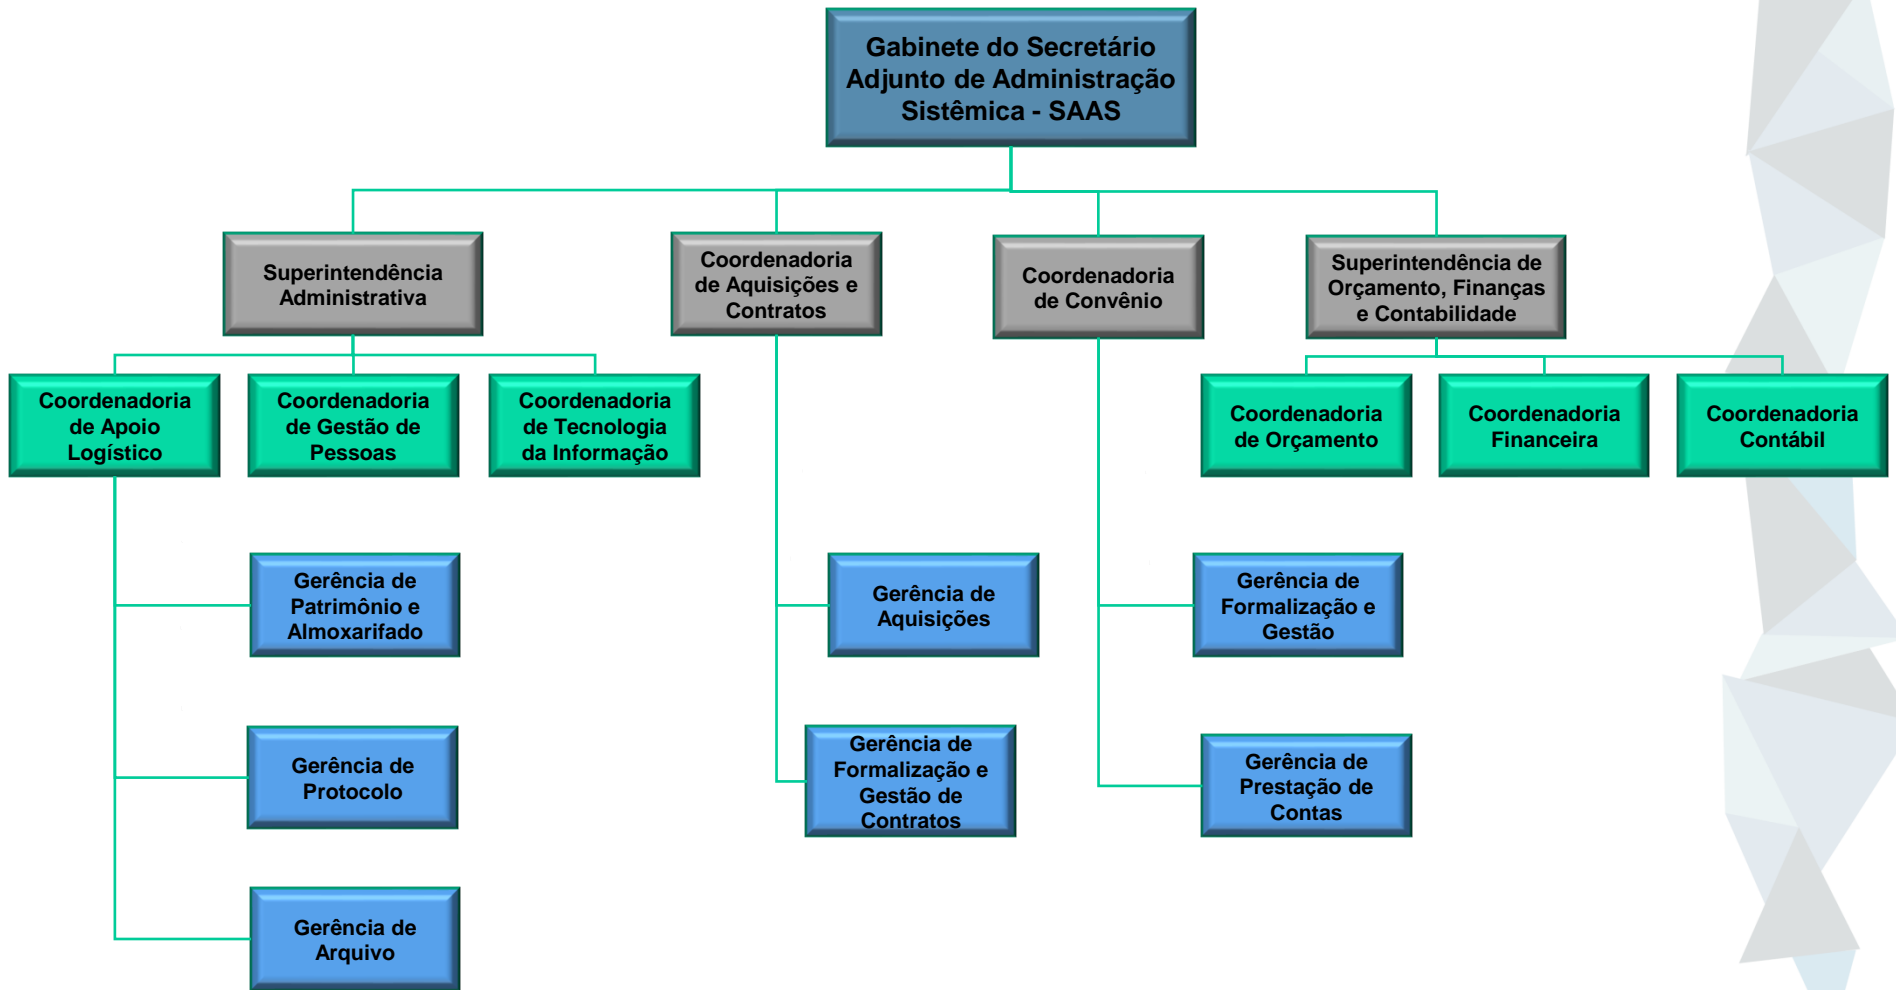 Gabinete do Secretário
Adjunto de Administração
Sistêmica - SAAS
Superintendência
Administrativa
Coordenadoria
de Aquisições e
Contratos
Coordenadoria
de Convênio
Superintendência de
Orçamento, Finanças
e Contabilidade
Coordenadoria
de Apoio
Logístico
Coordenadoria
de Gestão de
Pessoas
Coordenadoria
de Tecnologia
da Informação
Coordenadoria
de Orçamento
Coordenadoria
Financeira
Coordenadoria
Contábil
Gerência de
Patrimônio e
Almoxarifado
Gerência de
Aquisições
Gerência de
Formalização e
Gestão
Gerência de
Protocolo
Gerência de
Formalização e
Gestão de
Contratos
Gerência de
Prestação de
Contas
Gerência de
Arquivo